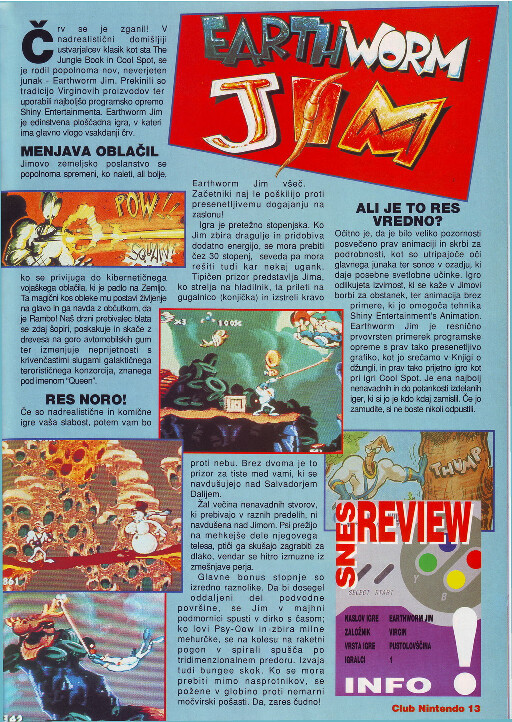 EARTHWORM
JIM
Črv se je zganil! V
nadrealistični domišljiji
ustvarjalcev klasik kot sta The
Jungle Book in Cool Spot, se
je rodil popolnoma nov, neverjeten
junak - Earthworm Jim. Prekinili so
tradicijo Virginovih proizvodov ter
uporabili najboljšo programsko opremo
Shiny Entertainmenta. Earthworm Jim
je edinstvena ploščadna igra, v kateri
ima glavno vlogo vsakdanji črv.
MENJAVA OBLAČIL
Jimovo zemeljsko poslanstvo se
popolnoma spremeni, ko naleti, ali bolje,
POW!
SQUAN!
ko se privijuga do kibernetičnega
vojaškega oblačila, ki je padlo na Zemljo.
Ta magični kos obleke mu postavi življenje
na glavo in ga navda z občutkom, da
je Rambo! Naš drzni prebivalec blata
se zdaj šopiri, poskakuje in skače z
drevesa na goro avtomobilskih gum
ter izmenjuje neprijetnosti s
krivenčastimi slugami galaktičnega
terorističnega konzorcija, znanega
pod imenom "Queen".
RES NORO!
Če so nadrealistične in komične
igre vaša slabost, potem vam bo
Earthworm Jim všeč.
Začetniki naj le poškilijo proti
presenetljivemu dogajanju na
zaslonu!
Igra je pretežno stopenjska. Ko
Jim zbira dragulje in pridobiva
dodatno energijo, se mora prebiti
čez 30 stopenj, seveda pa mora
rešiti tudi kar nekaj ugank.
Tipičen prizor predstavlja Jima,
ko strelja na hladilnik, ta prileti na
gugalnico (konjička) in izstreli kravo
proti nebu. Brez dvoma je to
prizor za tiste med vami, ki se
navdušujejo nad Salvadorjem
Dalijem.
Žal večina nenavadnih stvorov,
ki prebivajo v raznih predelih, ni
navdušena nad Jimom. Psi prežijo
na mehkejše dele njegovega
telesa, ptiči ga skušajo zagrabiti za
dlako, vendar se hitro izmuzne iz
zmešnjave perja.
Glavne bonus stopnje so
izredno raznolike. Da bi dosegel
oddaljeni del podvodne
površine, se Jim v majhni
podmornici spusti v dirko s časom;
ko lovi Psy-Cow in zbira milne
mehurčke, se na kolesu na raketni
pogon v spirali spušča po
tridimenzionalnem predoru. Izvaja
tudi bungee skok. Ko se mora
prebiti mimo nasprotnikov, se
požene v globino proti nemarni
močvirski pošasti. Da, zares čudno!
ALI JE TO RES
VREDNO?
Očitno je, da je bilo veliko pozornosti
posvečeno prav animaciji in skrbi za
podrobnosti, kot so utripajoče oči
glavnega junaka ter sonce v ozadju, ki
daje posebne svetlobne učinke. Igro
odlikujeta izvirnost, ki se kaže v Jimovi
borbi za obstanek, ter animacija brez
primere, ki jo omogoča tehnika
Shiny Entertainment's Animation.
Earthworm Jim je resnično
prvovrsten primerek programske
opreme s prav tako presenetljivo
grafiko, kot jo srečamo v Knjigi o
džungli, in prav tako prijetno igro kot
pri igri Cool Spot. Je ena najbolj
nenavadnih in do potankosti izdelanih
iger, ki si jo je kdo kdaj zamislil. Če jo
zamudite, si ne boste nikoli odpustili.
THUMP
SNES
REVIEW
Y
B
SELECT START
NASLOV IGRE EARTHWORM JIM
ZALOŽNIK VIRGIN
VRSTA IGRE PUSTOLOVŠČINA
IGRALCI 1
INFO !
Club Nintendo 13